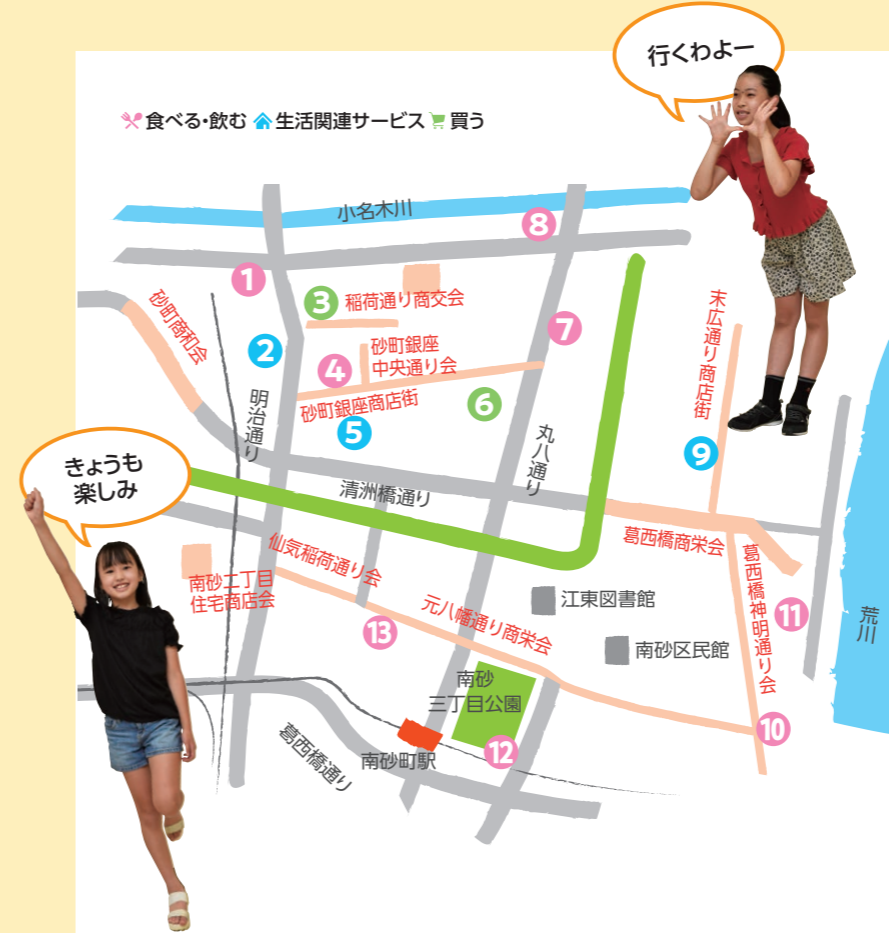 行くわよー
食べる・飲む 生活関連サービス 買う
小名木川
8
1
3 稲荷通り商交会
砂町商和会
7
末広通り商店街
2
砂町銀座
中央通り会
4
砂町銀座商店街
6
明治通り
5
丸八通り
9
きょうも
楽しみ
清洲橋通り
葛西橋商栄会
仙気稲荷通り会
葛西橋神明通り会
南砂二丁目
住宅商店会
江東図書館
元八幡通り商栄会
11
荒川
13
南砂区民館
南砂
三丁目公園
10
葛西橋通り
南砂町駅
12